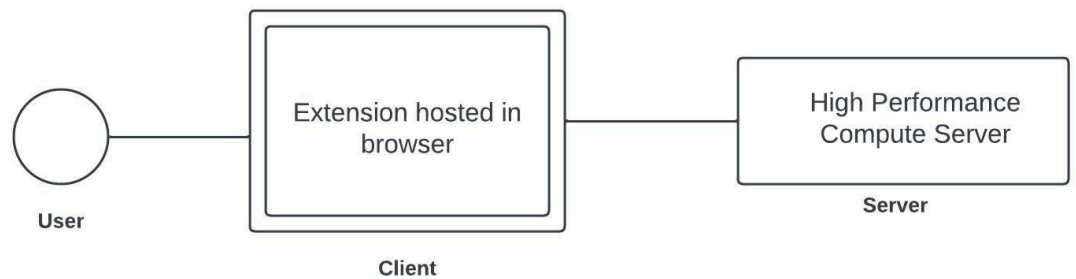 Extension hosted in
browser
High Performance
Compute Server
User
Client
Server